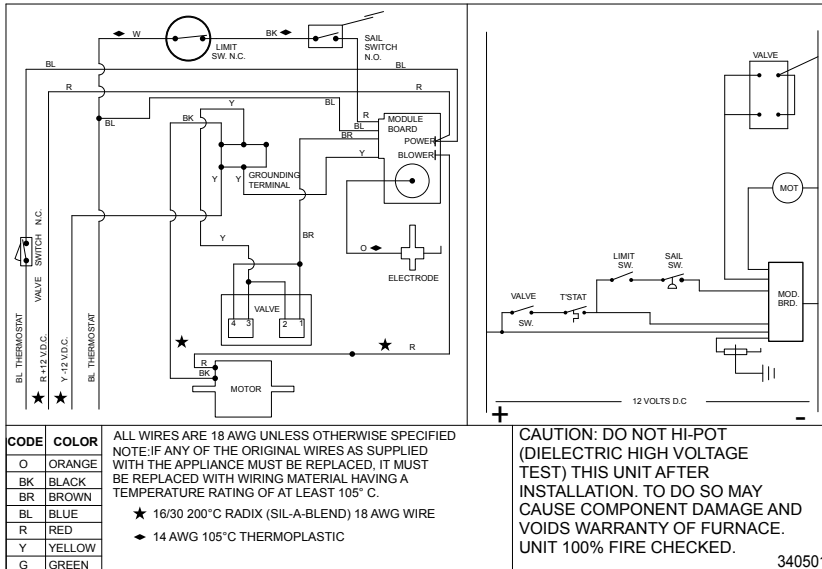 W
LIMIT
SW. N.C.
BK
SAIL
SWITCH
N.O.
BL
BL
R
R
Y
BL
BL
BK
Y
R
BL
BR
MODULE
BOARD
POWER
BLOWER
Y
Y
Y
GROUNDING
TERMINAL
Y
BR
O
ELECTRODE
VALVE
4
3
2
1
R
R
BK
MOTOR
VALVE SWITCH N.C.
BL THERMOSTAT
R +12 V.D.C.
Y -12 V.D.C.
BL THERMOSTAT
VALVE
MOT
LIMIT
SW.
SAIL
SW.
VALVE
SW.
T'STAT
MOD.
BRD.
12 VOLTS D.C
+
-
CODE COLOR
O ORANGE
BK BLACK
BR BROWN
BL BLUE
R RED
Y YELLOW
G GREEN
ALL WIRES ARE 18 AWG UNLESS OTHERWISE SPECIFIED
NOTE:IF ANY OF THE ORIGINAL WIRES AS SUPPLIED
WITH THE APPLIANCE MUST BE REPLACED, IT MUST
BE REPLACED WITH WIRING MATERIAL HAVING A
TEMPERATURE RATING OF AT LEAST 105° C.
★ 16/30 200°C RADIX (SIL-A-BLEND) 18 AWG WIRE
◆ 14 AWG 105°C THERMOPLASTIC
CAUTION: DO NOT HI-POT
(DIELECTRIC HIGH VOLTAGE
TEST) THIS UNIT AFTER
INSTALLATION. TO DO SO MAY
CAUSE COMPONENT DAMAGE AND
VOIDS WARRANTY OF FURNACE.
UNIT 100% FIRE CHECKED.
340501